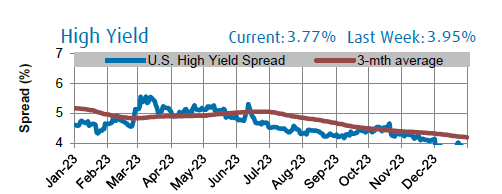 High Yield Current: 3.77% Last Week: 3.95%
7
U.S. High Yield Spread 3-mth average
6
5
4
Spread (%)
Jan-23 Feb-23 Mar-23 Apr-23 May-23 Jun-23 Jul-23 Aug-23 Sep-23 Oct-23 Nov-23 Dec-23